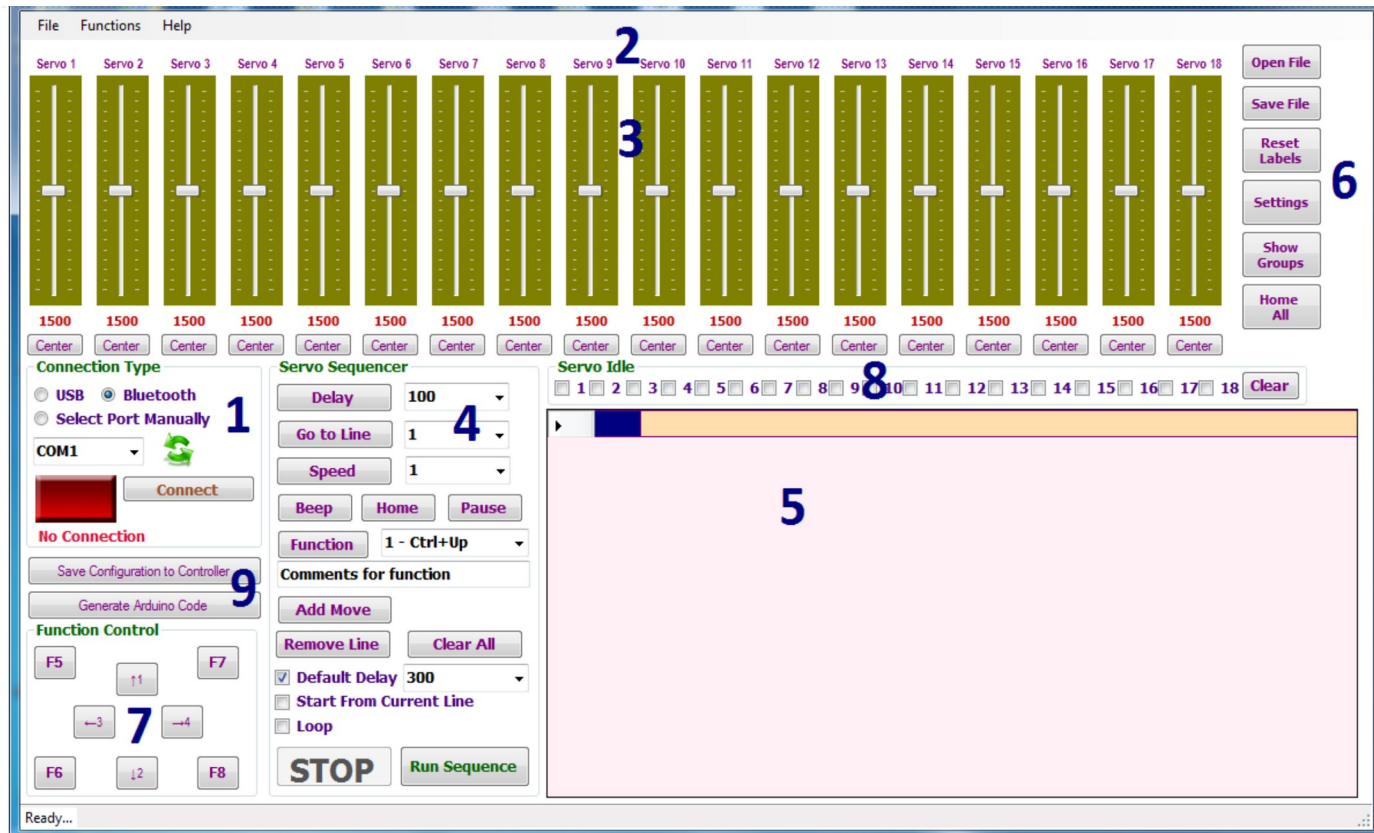 File Functions Help
2
Servo 1 Servo 2 Servo 3 Servo 4 Servo 5 Servo 6 Servo 7 Servo 8 Servo 9 Servo 10 Servo 11 Servo 12 Servo 13 Servo 14 Servo 15 Servo 16 Servo 17 Servo 18
3
1500 1500 1500 1500 1500 1500 1500 1500 1500 1500 1500 1500 1500 1500 1500 1500 1500 1500
Center Center Center Center Center Center Center Center Center Center Center Center Center Center Center Center Center Center
Open File
Save File
Reset
Labels
Settings
Show
Groups
Home
All
6
Connection Type
USB Bluetooth
Select Port Manually
1
COM1
Connect
No Connection
Save Configuration to Controller
Generate Arduino Code
9
Function Control
F5 F7
↑1
←3 7 →4
F6 ↓2 F8
Servo Sequencer
Delay 100
Go to Line 1
4
Speed 1
Beep Home Pause
Function 1 - Ctrl+Up
Comments for function
Add Move
Remove Line Clear All
Default Delay 300
Start From Current Line
Loop
STOP Run Sequence
Servo Idle
1 2 3 4 5 6 7 8 9 10 11 12 13 14 15 16 17 18 Clear
8
5
Ready...